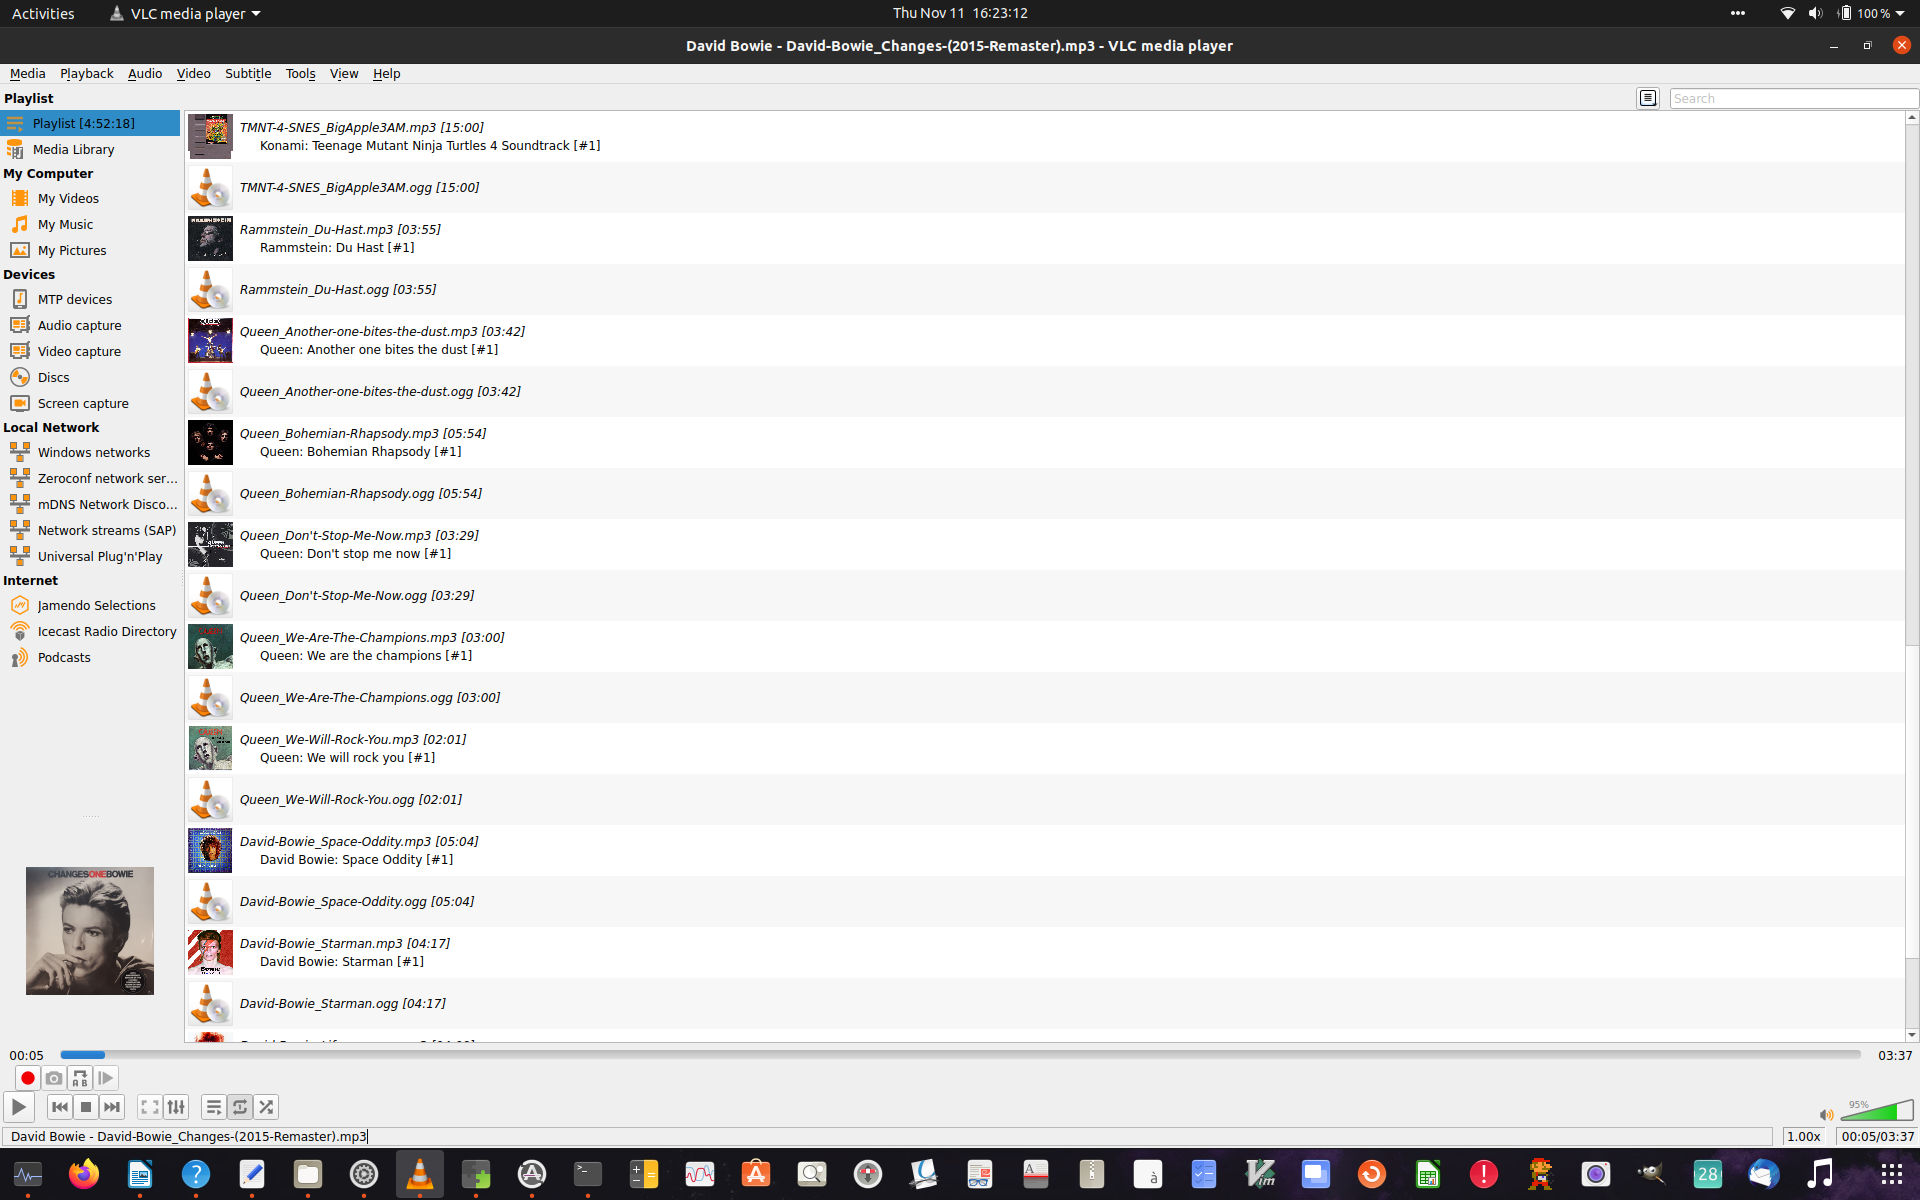 Activities
VLC media player
Thu Nov 11 16:23:12
100 %
David Bowie - David-Bowie_Changes-(2015-Remaster).mp3 - VLC media player
Media Playback Audio Video Subtitle Tools View Help
Playlist
Search
Playlist [4:52:18]
Media Library
My Computer
My Videos
My Music
My Pictures
Devices
MTP devices
Audio capture
Video capture
Discs
Screen capture
Local Network
Windows networks
Zeroconf network ser...
mDNS Network Disco...
Network streams (SAP)
Universal Plug'n'Play
Internet
Jamendo Selections
Icecast Radio Directory
Podcasts
CHANGESONEBOWIE
TMNT-4-SNES_BigApple3AM.mp3 [15:00]
Konami: Teenage Mutant Ninja Turtles 4 Soundtrack [#1]
TMNT-4-SNES_BigApple3AM.ogg [15:00]
Rammstein_Du-Hast.mp3 [03:55]
Rammstein: Du Hast [#1]
Rammstein_Du-Hast.ogg [03:55]
Queen_Another-one-bites-the-dust.mp3 [03:42]
Queen: Another one bites the dust [#1]
Queen_Another-one-bites-the-dust.ogg [03:42]
Queen_Bohemian-Rhapsody.mp3 [05:54]
Queen: Bohemian Rhapsody [#1]
Queen_Bohemian-Rhapsody.ogg [05:54]
Queen_Don't-Stop-Me-Now.mp3 [03:29]
Queen: Don't stop me now [#1]
Queen_Don't-Stop-Me-Now.ogg [03:29]
Queen_We-Are-The-Champions.mp3 [03:00]
Queen: We are the champions [#1]
Queen_We-Are-The-Champions.ogg [03:00]
Queen_We-Will-Rock-You.mp3 [02:01]
Queen: We will rock you [#1]
Queen_We-Will-Rock-You.ogg [02:01]
David-Bowie_Space-Oddity.mp3 [05:04]
David Bowie: Space Oddity [#1]
David-Bowie_Space-Oddity.ogg [05:04]
David-Bowie_Starman.mp3 [04:17]
David Bowie: Starman [#1]
David-Bowie_Starman.ogg [04:17]
00:05
03:37
A B
95%
David Bowie - David-Bowie_Changes-(2015-Remaster).mp3
1.00x
00:05/03:37
28